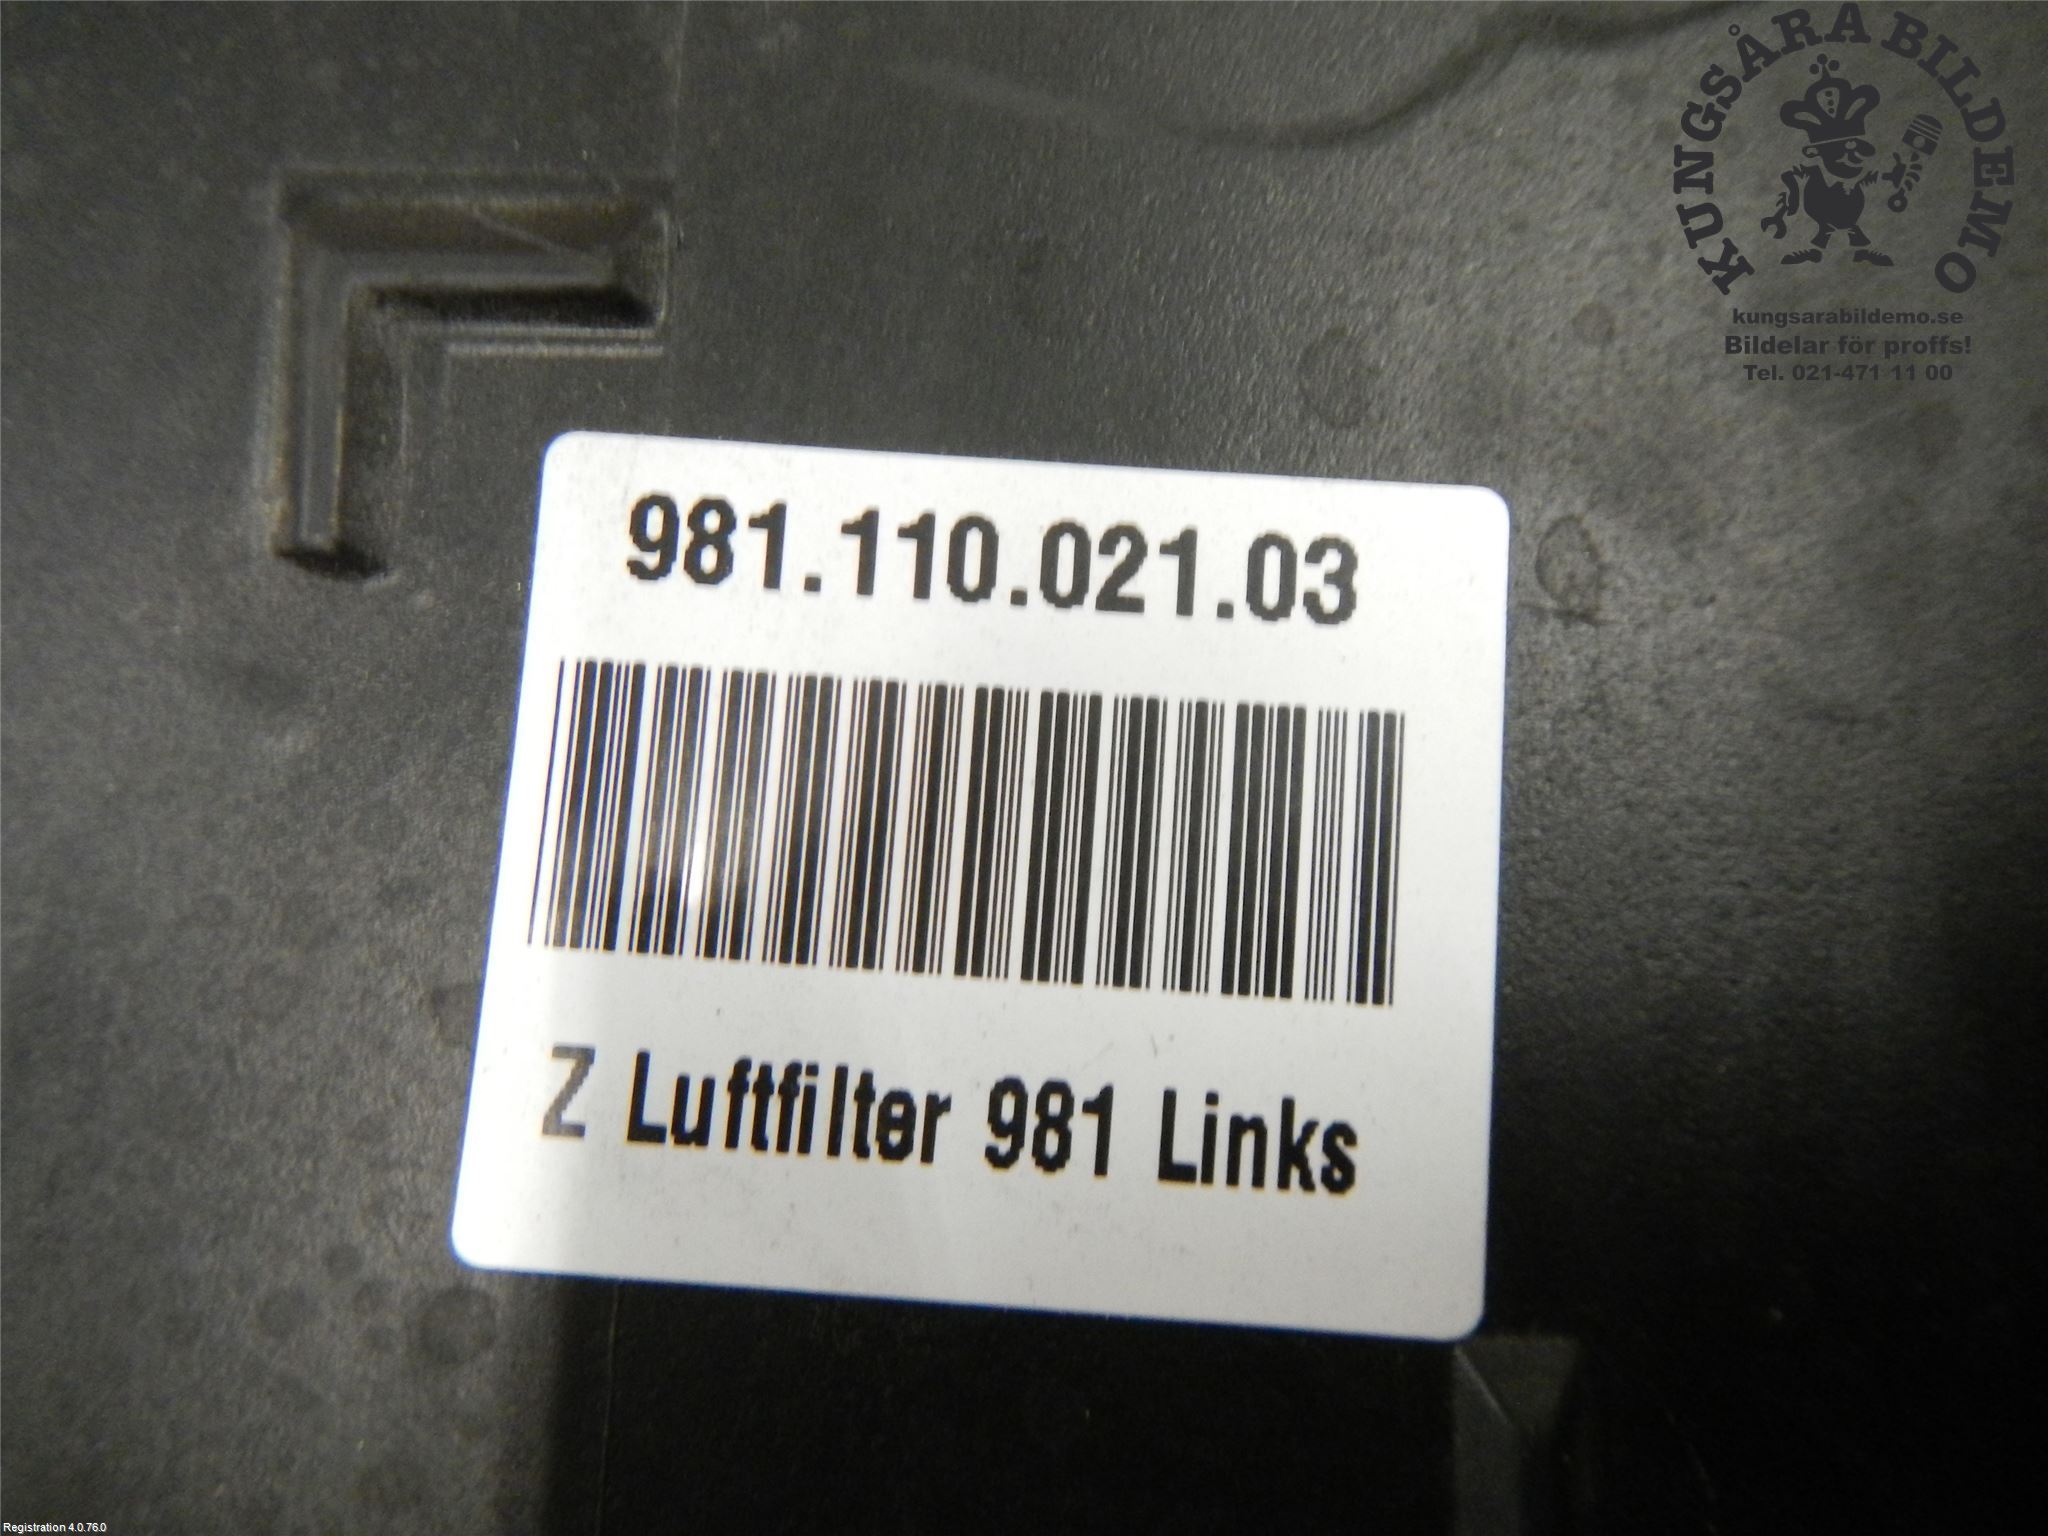 KUNGSÅRA BILDEMO
kungsarabildemo.se
Bildelar för proffs!
Tel. 021-471 11 00
981.110.021.03
Z Luftfilter 981 Links
Registration 4.0.76.0